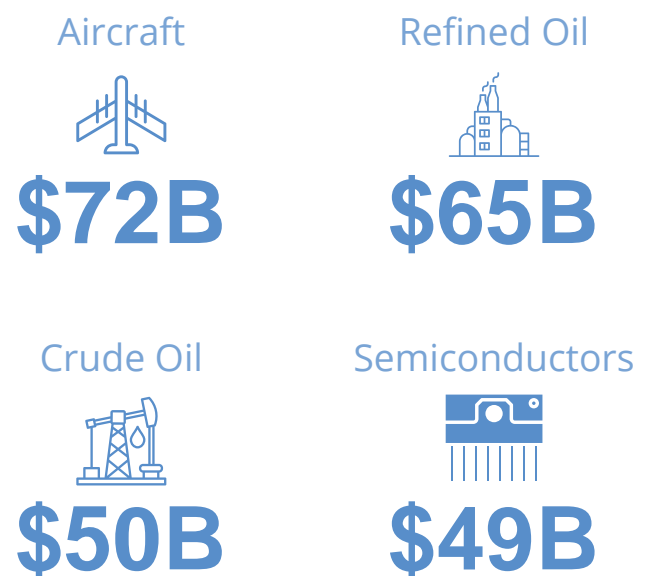 Aircraft
Refined Oil
$72B
$65B
Crude Oil
Semiconductors
$50B
$49B